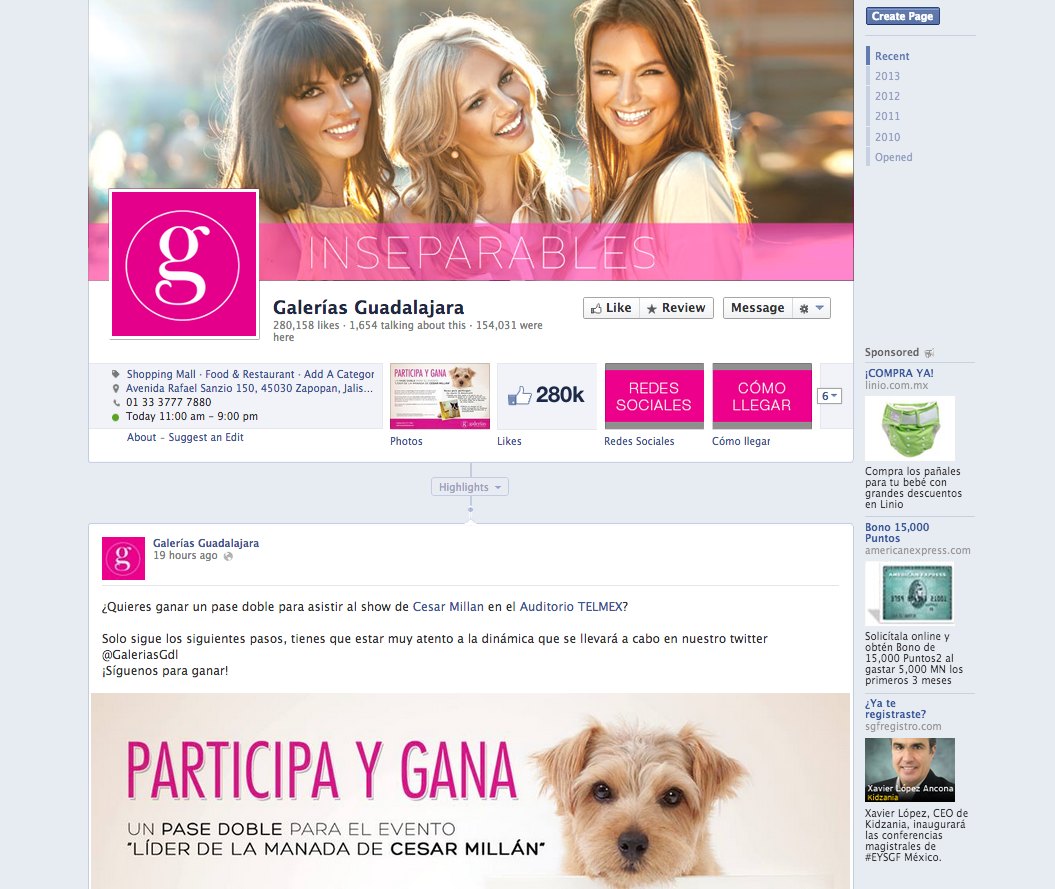 INSEPARABLES
g
Galerías Guadalajara
280,158 likes · 1,654 talking about this · 154,031 were
here
Like
Review
Message
Shopping Mall · Food & Restaurant · Add A Categor
Avenida Rafael Sanzio 150, 45030 Zapopan, Jalis...
01 33 3777 7880
Today 11:00 am - 9:00 pm
About – Suggest an Edit
PARTICIPA Y GANA
Photos
280k
Likes
REDES
SOCIALES
Redes Sociales
CÓMO
LLEGAR
Cómo llegar
6
Highlights
g
Galerías Guadalajara
19 hours ago
¿Quieres ganar un pase doble para asistir al show de Cesar Millan en el Auditorio TELMEX?
Solo sigue los siguientes pasos, tienes que estar muy atento a la dinámica que se llevará a cabo en nuestro twitter
@GaleriasGdl
¡Síguenos para ganar!
PARTICIPA Y GANA
UN PASE DOBLE PARA EL EVENTO
"LÍDER DE LA MANADA DE CESAR MILLÁN"
Create Page
Recent
2013
2012
2011
2010
Opened
Sponsored
¡COMPRA YA!
linio.com.mx
Compra los pañales
para tu bebé con
grandes descuentos
en Linio
Bono 15,000
Puntos
americanexpress.com
AMERICAN EXPRESS
3759
21001
Solicítala online y
obtén Bono de
15,000 Puntos2 al
gastar 5,000 MN los
primeros 3 meses
¿Ya te
registraste?
sgfregistro.com
Xavier López Ancona
Kidzania
Xavier López, CEO de
Kidzania, inaugurará
las conferencias
magistrales de
#EYSGF México.